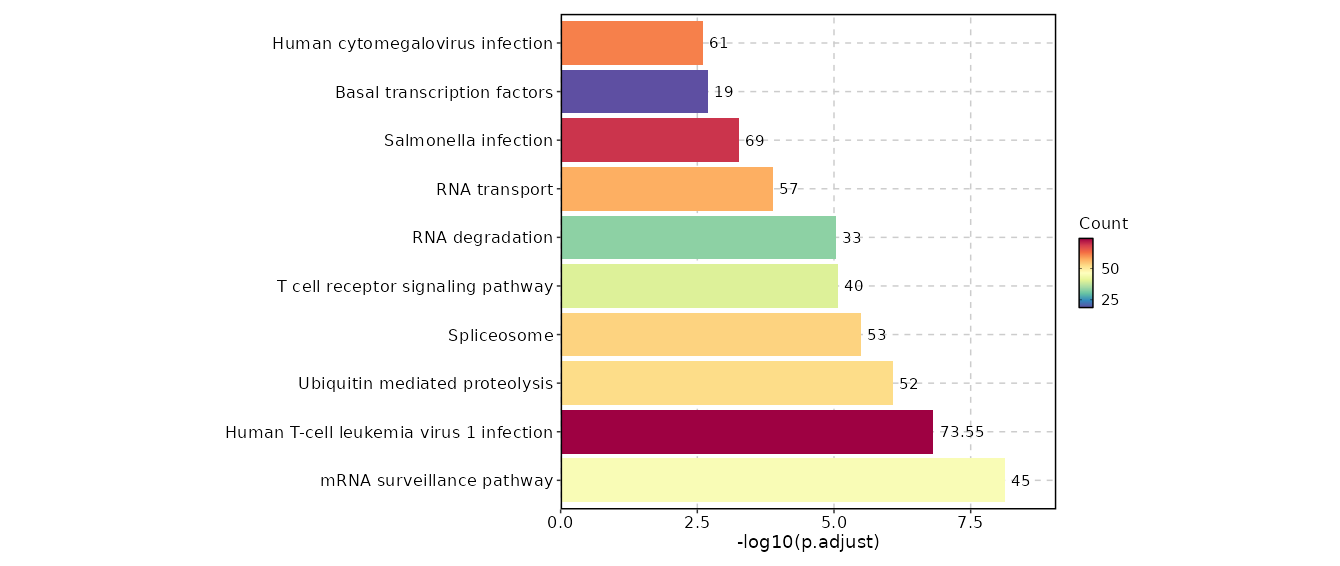 Human cytomegalovirus infection
61
Basal transcription factors
19
Salmonella infection
69
RNA transport
57
RNA degradation
33
T cell receptor signaling pathway
40
Spliceosome
53
Ubiquitin mediated proteolysis
52
Human T-cell leukemia virus 1 infection
73.55
mRNA surveillance pathway
45
0.0
2.5
5.0
7.5
-log10(p.adjust)
Count
50
25